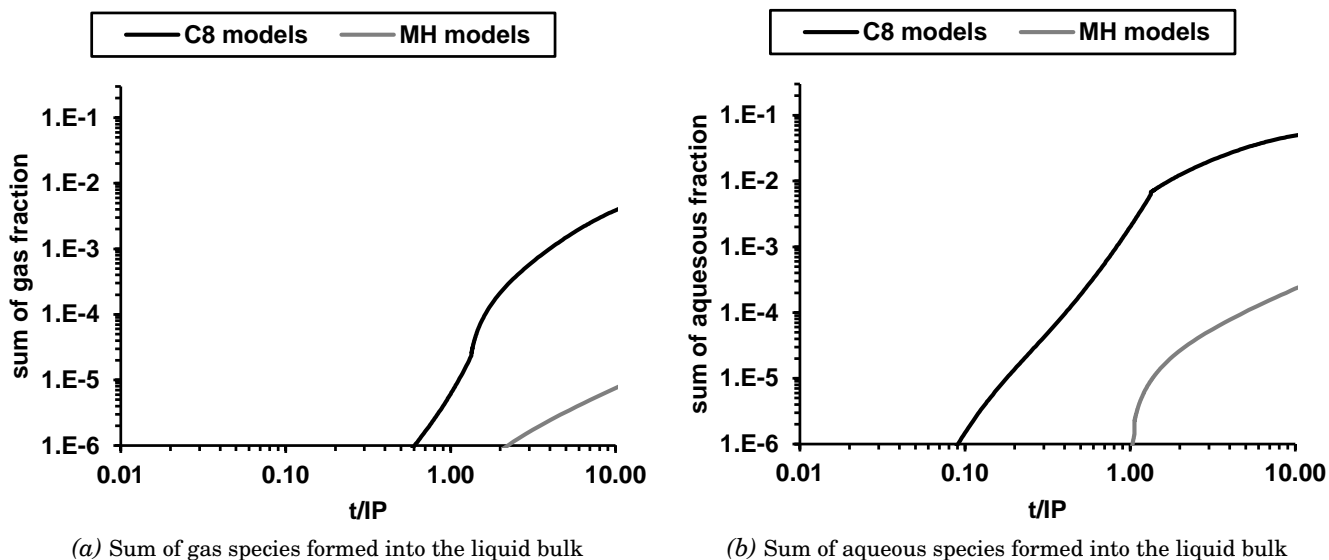 C8 models MH models
sum of gas fraction
1.E-1
1.E-2
1.E-3
1.E-4
1.E-5
1.E-6
0.01 0.10 1.00 10.00
t/IP
(a) Sum of gas species formed into the liquid bulk
C8 models MH models
sum of aquesous fraction
1.E-1
1.E-2
1.E-3
1.E-4
1.E-5
1.E-6
0.01 0.10 1.00 10.00
t/IP
(b) Sum of aqueous species formed into the liquid bulk